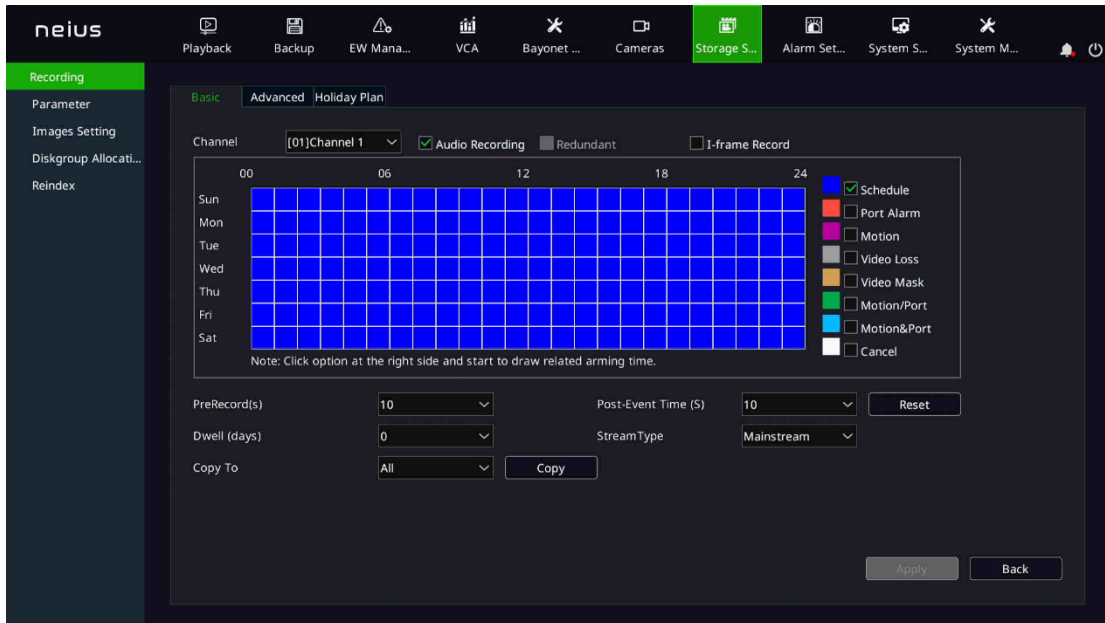 neius
Playback Backup EW Mana... VCA Bayonet ... Cameras Storage S... Alarm Set... System S... System M...
Recording
Parameter
Images Setting
Diskgroup Allocati...
Reindex
Basic Advanced Holiday Plan
Channel [01]Channel 1 Audio Recording Redundant I-frame Record
00 06 12 18 24
Sun
Mon
Tue
Wed
Thu
Fri
Sat
Schedule
Port Alarm
Motion
Video Loss
Video Mask
Motion/Port
Motion&Port
Cancel
Note: Click option at the right side and start to draw related arming time.
PreRecord(s) 10 Post-Event Time (S) 10 Reset
Dwell (days) 0 StreamType Mainstream
Copy To All Copy
Apply Back